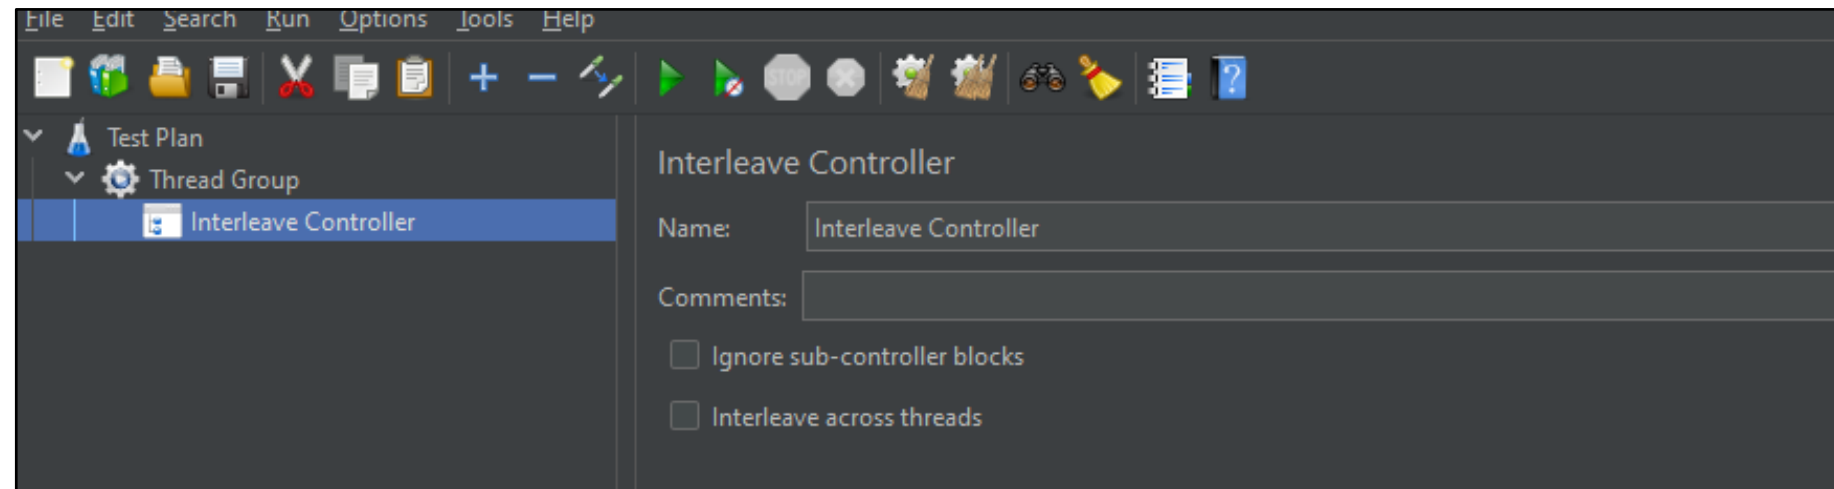 File Edit Search Run Options Tools Help
STOP
?
Test Plan
Thread Group
Interleave Controller
Interleave Controller
Name: Interleave Controller
Comments:
Ignore sub-controller blocks
Interleave across threads